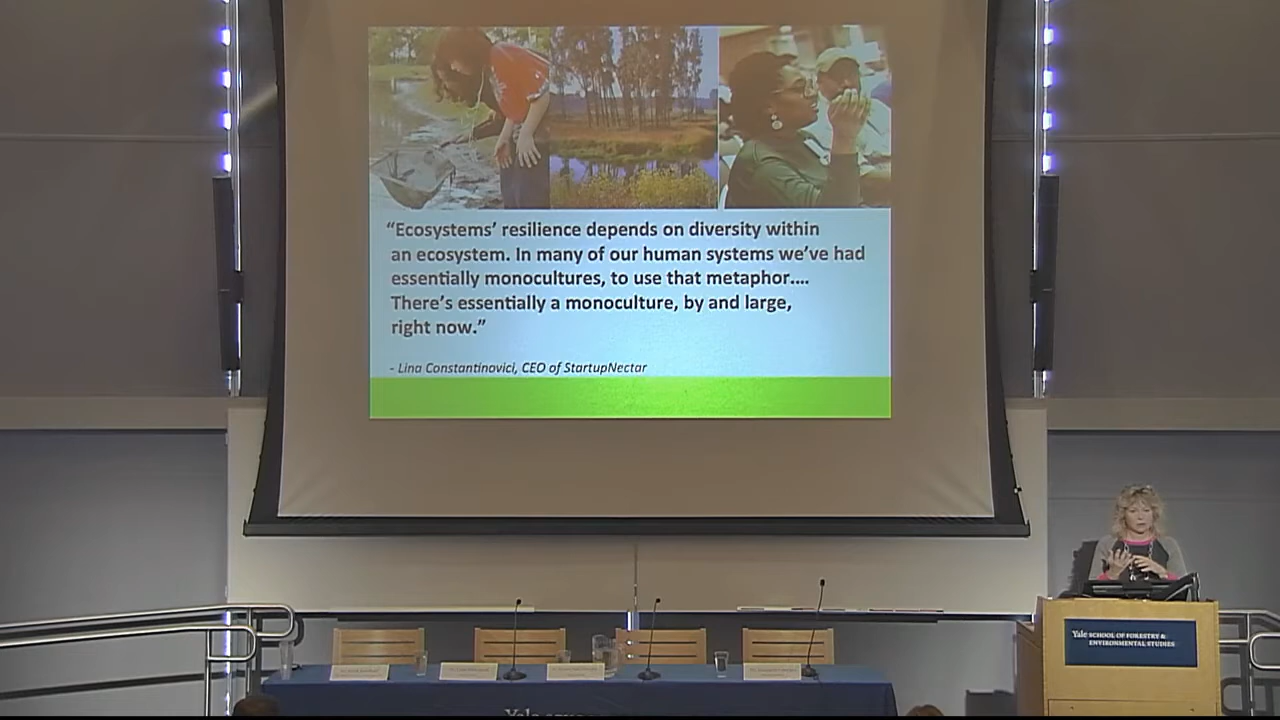 “Ecosystems’ resilience depends on diversity within
an ecosystem. In many of our human systems we’ve had
essentially monocultures, to use that metaphor....
There’s essentially a monoculture, by and large,
right now.”
- Lina Constantinovici, CEO of StartupNectar
Yale SCHOOL OF FORESTRY &
ENVIRONMENTAL STUDIES
Yale